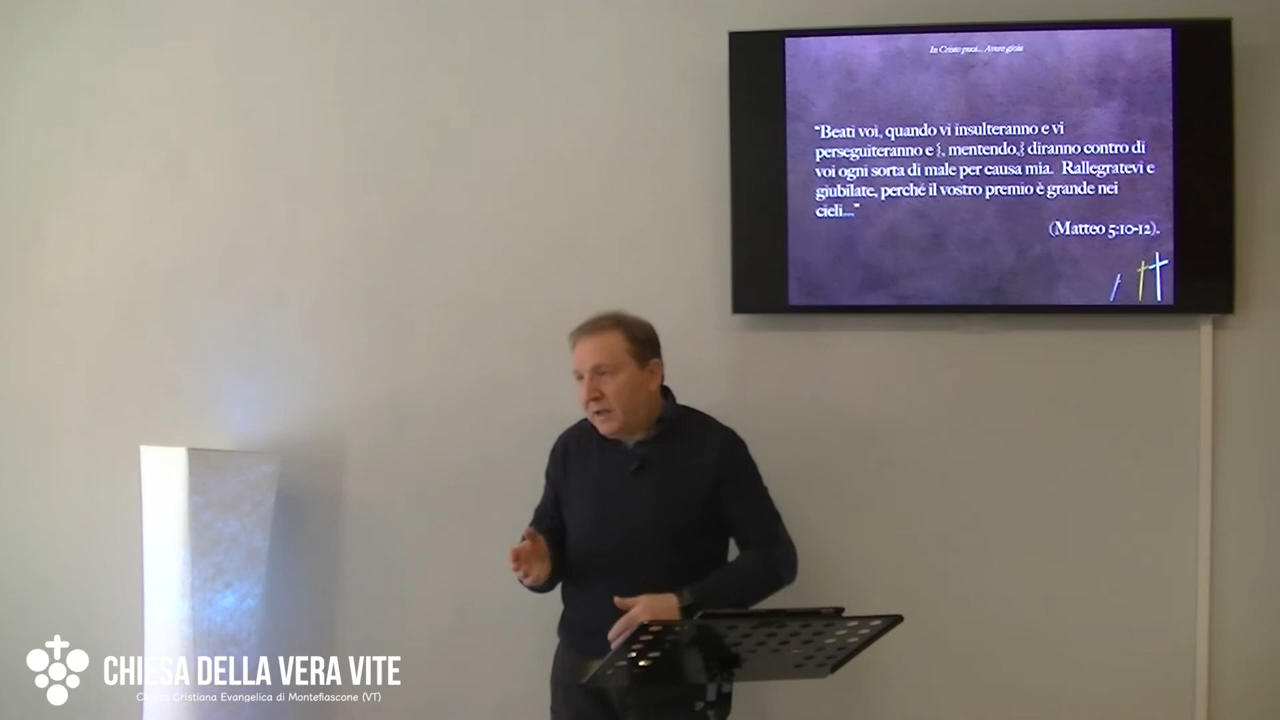 In Cristo puoi... Avere gioia
“Beati voi, quando vi insulteranno e vi
perseguiteranno e {, mentendo,} diranno contro di
voi ogni sorta di male per causa mia. Rallegratevi e
giubilate, perché il vostro premio è grande nei
cieli...”
(Matteo 5:10-12).
CHIESA DELLA VERA VITE
Chiesa Cristiana Evangelica di Montefiascone (VT)